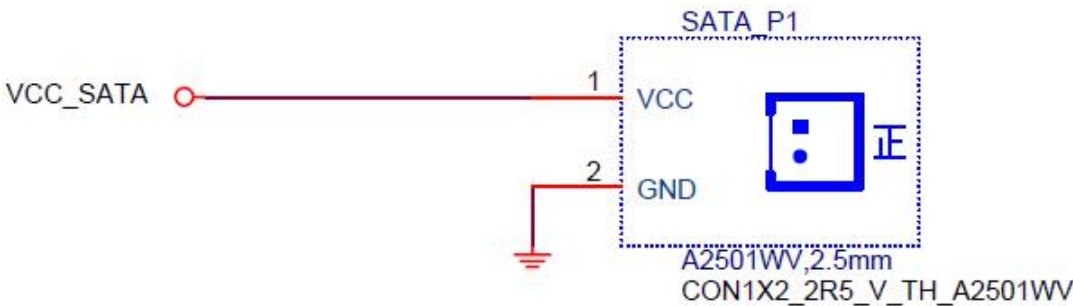 SATA_P1
VCC_SATA
1
VCC
正
2
GND
A2501WV,2.5mm
CON1X2_2R5_V_TH_A2501WV